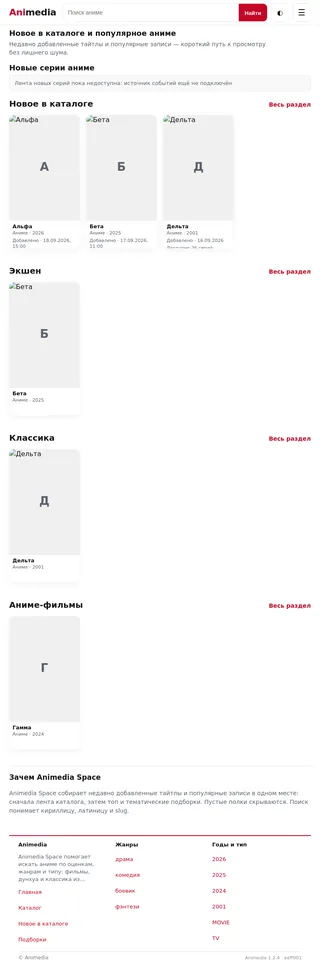 Animedia
Поиск аниме
Найти
Новое в каталоге и популярное аниме
Недавно добавленные тайтлы и популярные записи — короткий путь к просмотру
без лишнего шума.
Новые серии аниме
Лента новых серий пока недоступна: источник событий ещё не подключён
Новое в каталоге
Весь раздел
Альфа
А
Альфа
Аниме · 2026
Добавлено · 18.09.2026,
15:00
Бета
Б
Бета
Аниме · 2025
Добавлено · 17.09.2026,
11:00
Дельта
Д
Дельта
Аниме · 2001
Добавлено · 16.09.2026
Экшен
Весь раздел
Бета
Б
Бета
Аниме · 2025
Классика
Весь раздел
Дельта
Д
Дельта
Аниме · 2001
Аниме-фильмы
Весь раздел
Г
Гамма
Аниме · 2024
Зачем Animedia Space
Animedia Space собирает недавно добавленные тайтлы и популярные записи в одном месте:
сначала лента каталога, затем топ и тематические подборки. Пустые полки скрываются. Поиск
понимает кириллицу, латиницу и slug.
Animedia
Animedia Space помогает
искать аниме по оценкам,
жанрам и типу: фильмы,
дунхуа и классика из...
Главная
Каталог
Новое в каталоге
Подборки
Жанры
драма
комедия
боевик
фэнтези
Годы и тип
2026
2025
2024
2001
MOVIE
TV
© Animedia